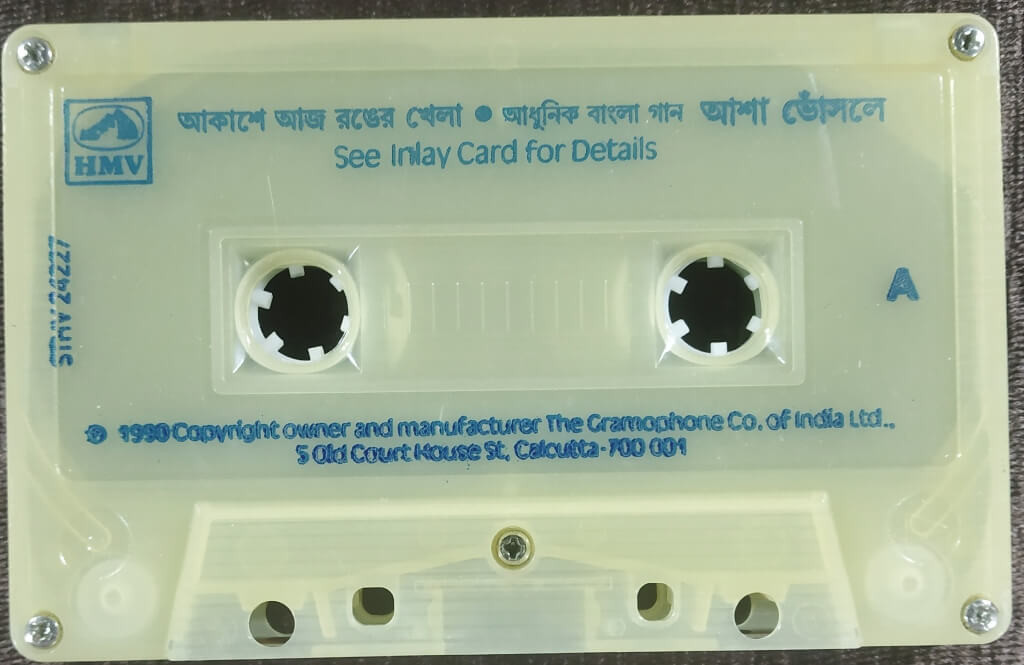 আকাশে আজ রঙের খেলা ● আধুনিক বাংলা গান আশা ভোঁসলে
See Inlay Card for Details
HMV
A
℗ 1990 Copyright owner and manufacturer The Gramophone Co. of India Ltd.,
5 Old Court House St, Calcutta-700 001